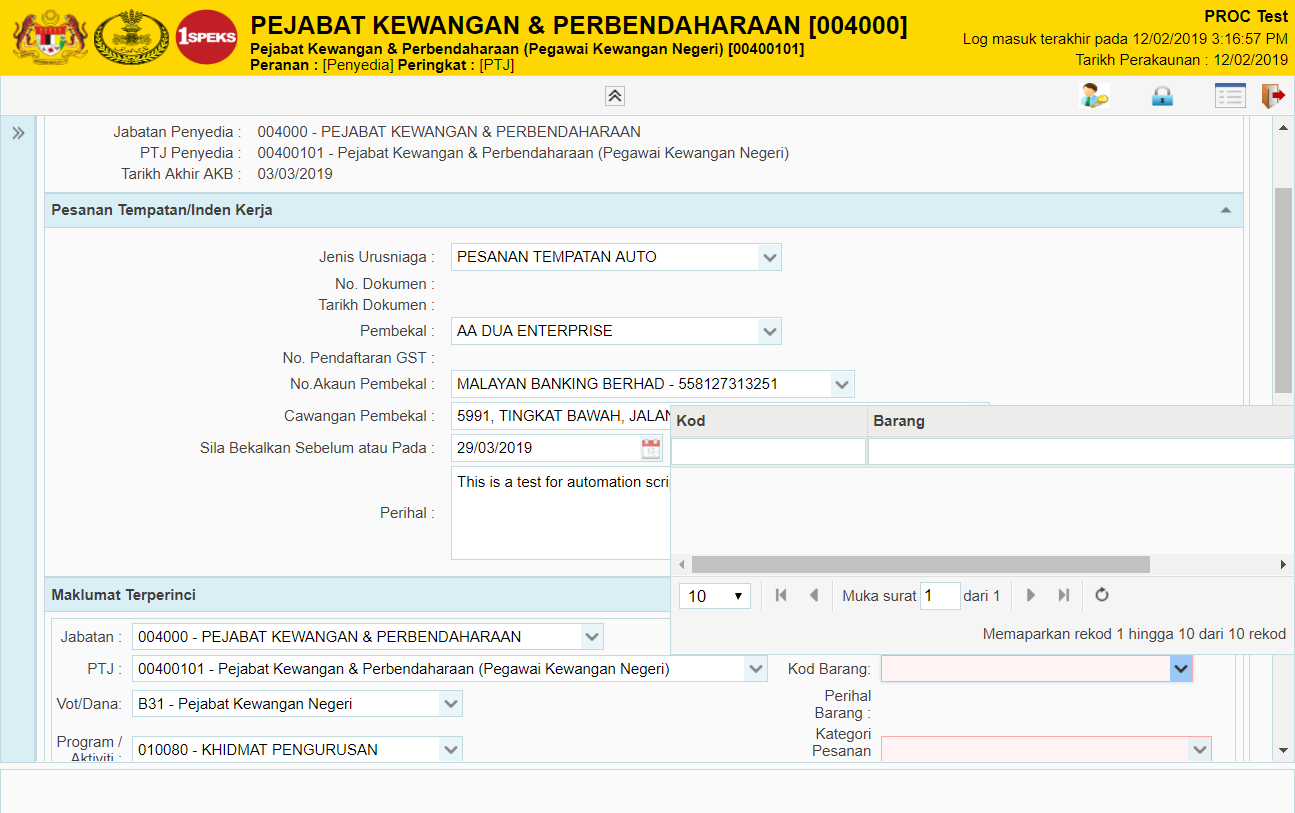 1SPEKS
PEJABAT KEWANGAN & PERBENDAHARAAN [004000]
Pejabat Kewangan & Perbendaharaan (Pegawai Kewangan Negeri) [00400101]
Peranan : [Penyedia] Peringkat : [PTJ]
PROC Test
Log masuk terakhir pada 12/02/2019 3:16:57 PM
Tarikh Perakaunan : 12/02/2019
Jabatan Penyedia : 004000 - PEJABAT KEWANGAN & PERBENDAHARAAN
PTJ Penyedia : 00400101 - Pejabat Kewangan & Perbendaharaan (Pegawai Kewangan Negeri)
Tarikh Akhir AKB : 03/03/2019
Pesanan Tempatan/Inden Kerja
Jenis Urusniaga : PESANAN TEMPATAN AUTO
No. Dokumen :
Tarikh Dokumen :
Pembekal : AA DUA ENTERPRISE
No. Pendaftaran GST :
No.Akaun Pembekal : MALAYAN BANKING BERHAD - 558127313251
Cawangan Pembekal : 5991, TINGKAT BAWAH, JALAN
Sila Bekalkan Sebelum atau Pada : 29/03/2019
Perihal : This is a test for automation scri
Kod Barang
10 Muka surat 1 dari 1
Memaparkan rekod 1 hingga 10 dari 10 rekod
Maklumat Terperinci
Jabatan : 004000 - PEJABAT KEWANGAN & PERBENDAHARAAN
PTJ : 00400101 - Pejabat Kewangan & Perbendaharaan (Pegawai Kewangan Negeri)
Vot/Dana: B31 - Pejabat Kewangan Negeri
Program /
Aktiviti : 010080 - KHIDMAT PENGURUSAN
Kod Barang:
Perihal
Barang :
Kategori
Pesanan